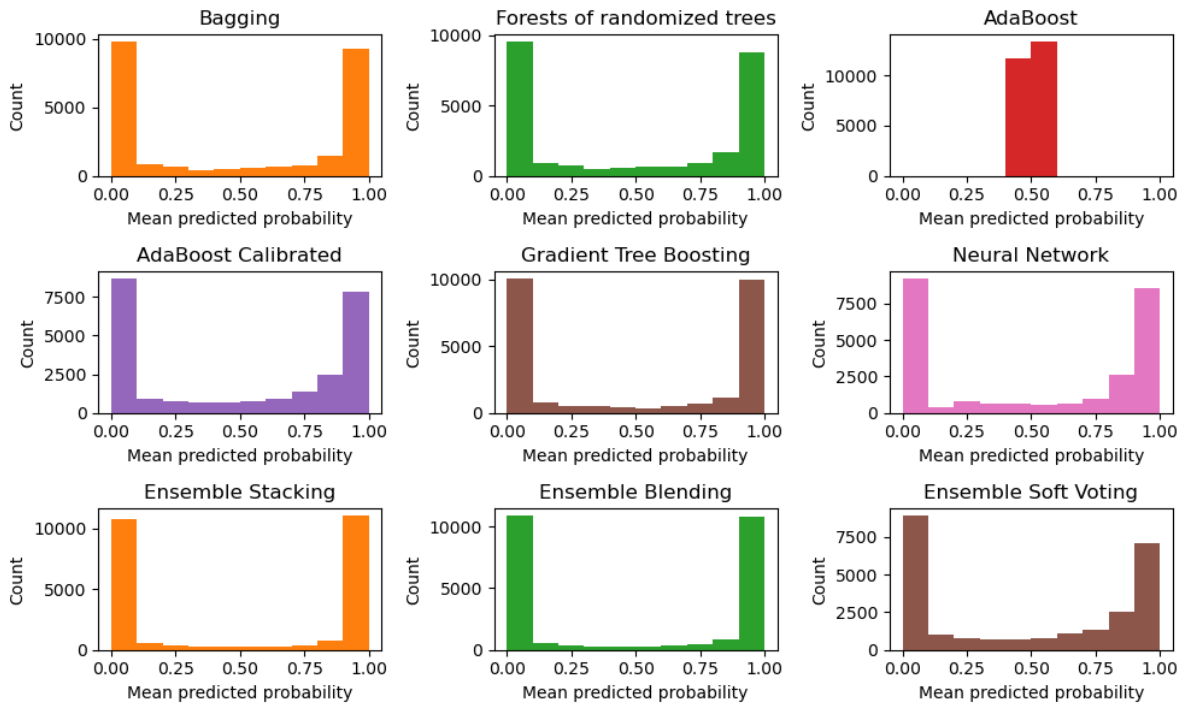 Bagging
10000
5000
0
Count
0.00 0.25 0.50 0.75 1.00
Mean predicted probability
Forests of randomized trees
10000
5000
0
Count
0.00 0.25 0.50 0.75 1.00
Mean predicted probability
AdaBoost
10000
5000
0
Count
0.00 0.25 0.50 0.75 1.00
Mean predicted probability
AdaBoost Calibrated
7500
5000
2500
0
Count
0.00 0.25 0.50 0.75 1.00
Mean predicted probability
Gradient Tree Boosting
10000
5000
0
Count
0.00 0.25 0.50 0.75 1.00
Mean predicted probability
Neural Network
7500
5000
2500
0
Count
0.00 0.25 0.50 0.75 1.00
Mean predicted probability
Ensemble Stacking
10000
5000
0
Count
0.00 0.25 0.50 0.75 1.00
Mean predicted probability
Ensemble Blending
10000
5000
0
Count
0.00 0.25 0.50 0.75 1.00
Mean predicted probability
Ensemble Soft Voting
7500
5000
2500
0
Count
0.00 0.25 0.50 0.75 1.00
Mean predicted probability